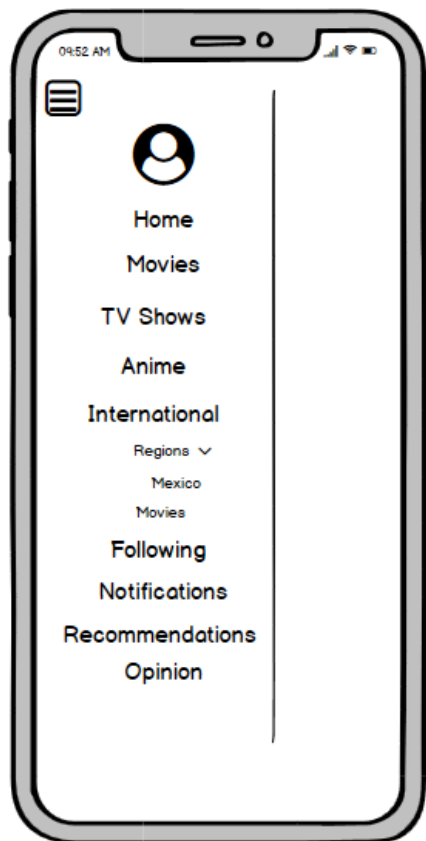 09:52 AM
Home
Movies
TV Shows
Anime
International
Regions
Mexico
Movies
Following
Notifications
Recommendations
Opinion